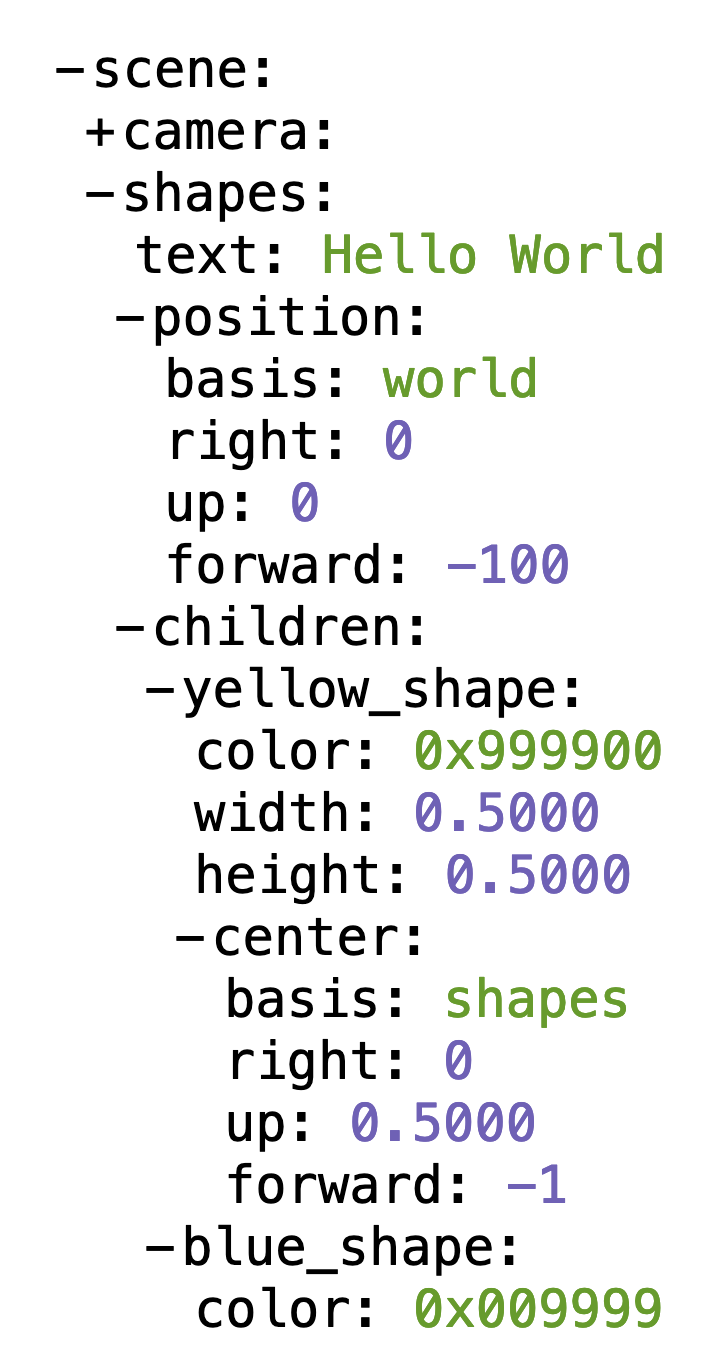 -scene:
+camera:
-shapes:
text: Hello World
-position:
basis: world
right: 0
up: 0
forward: -100
-children:
-yellow_shape:
color: 0x999900
width: 0.5000
height: 0.5000
-center:
basis: shapes
right: 0
up: 0.5000
forward: -1
-blue_shape:
color: 0x009999